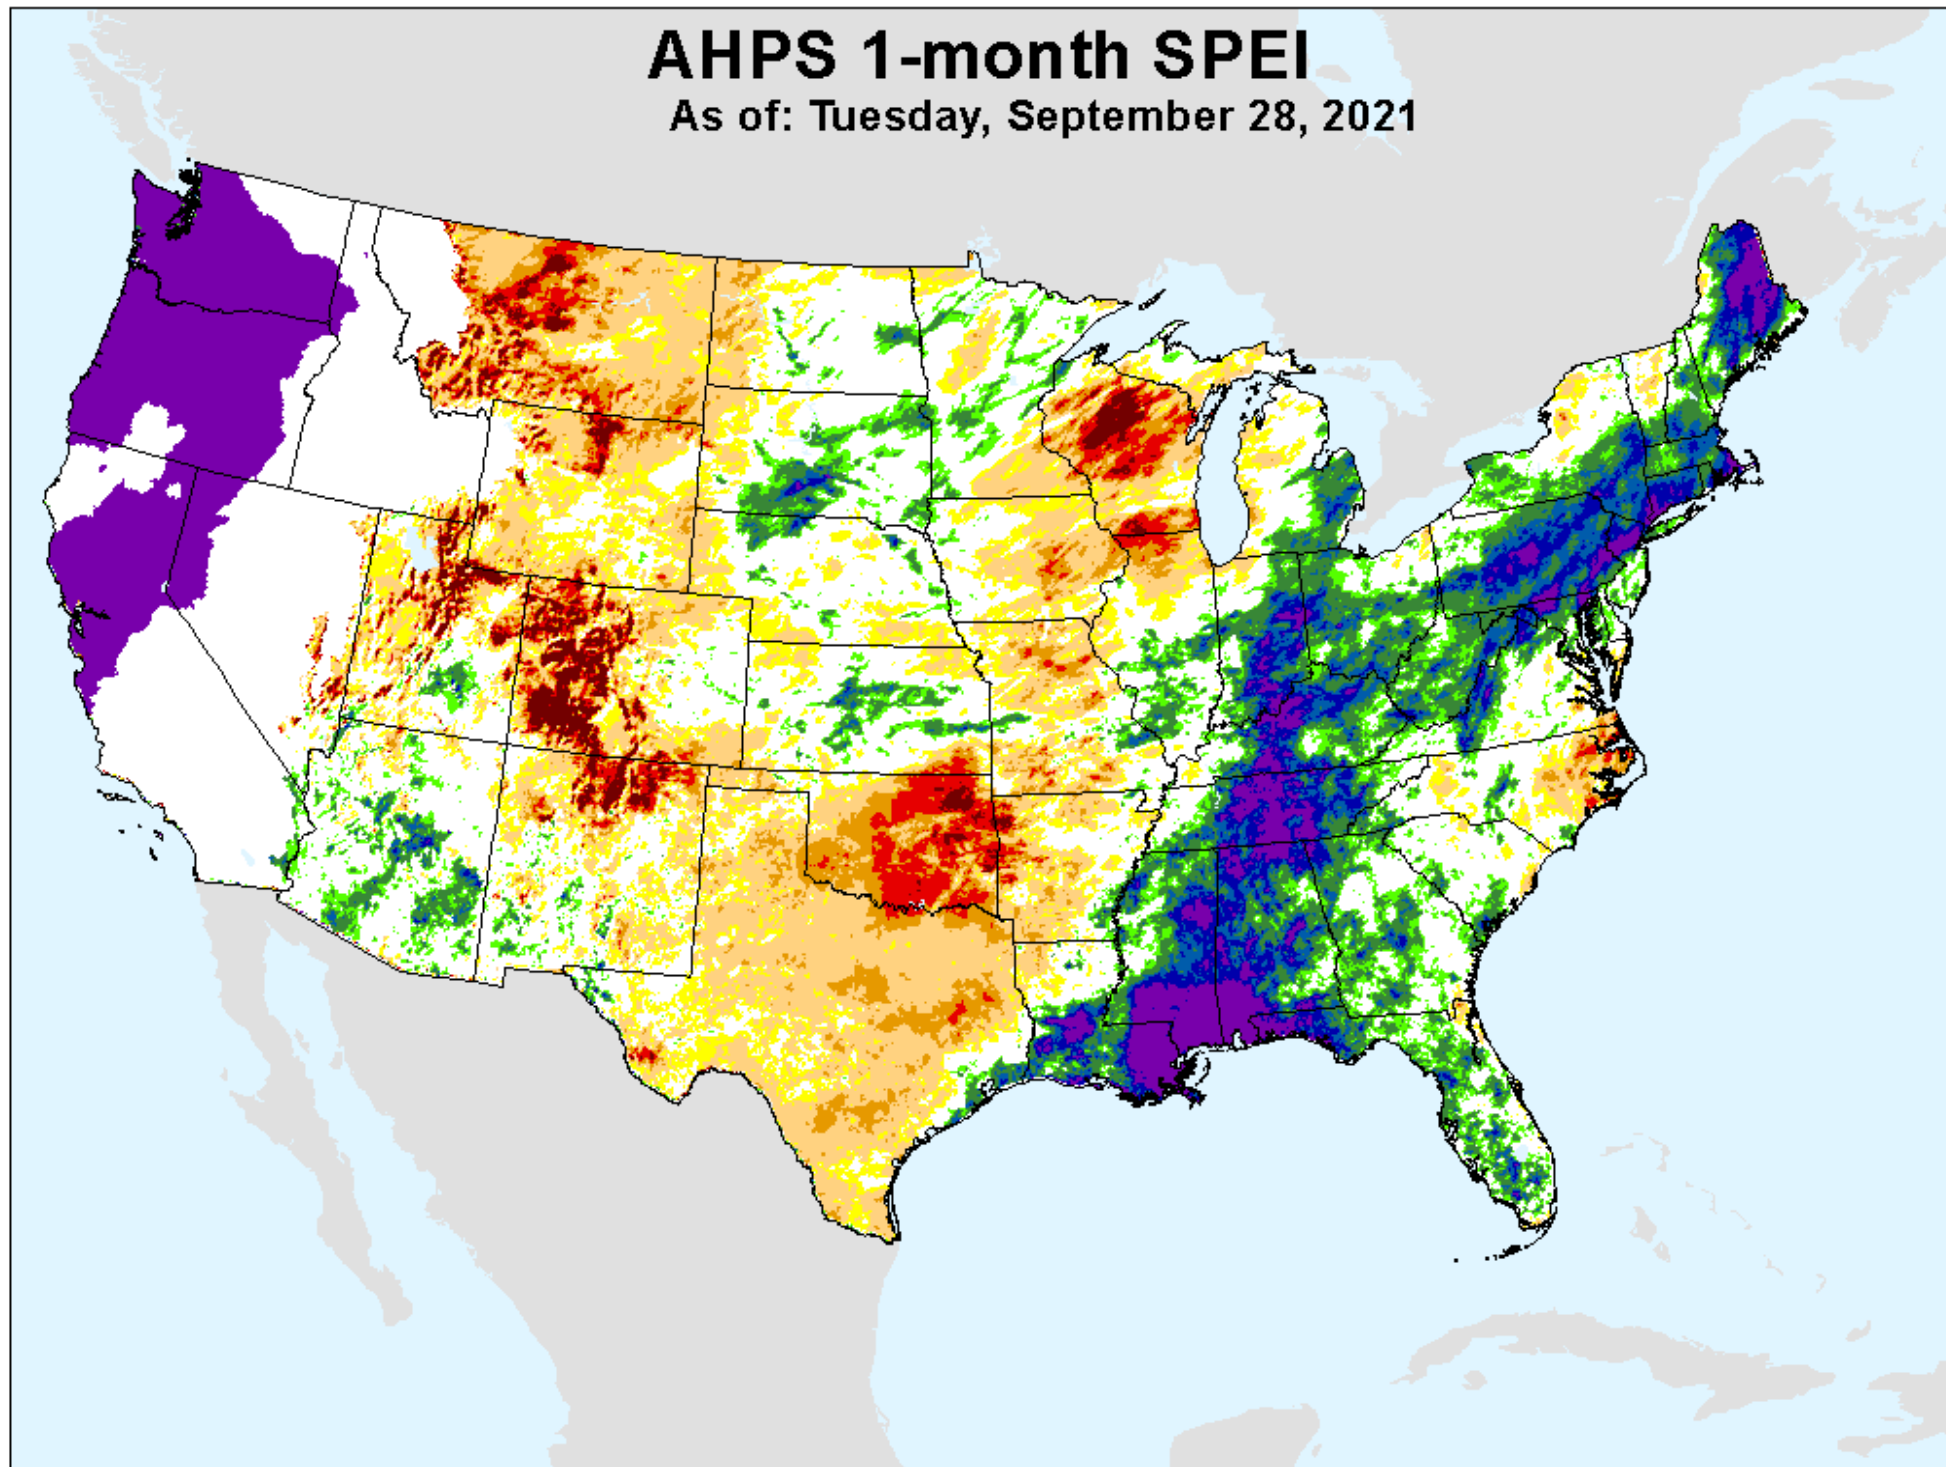 AHPS 1-month SPEI
As of: Tuesday, September 28, 2021